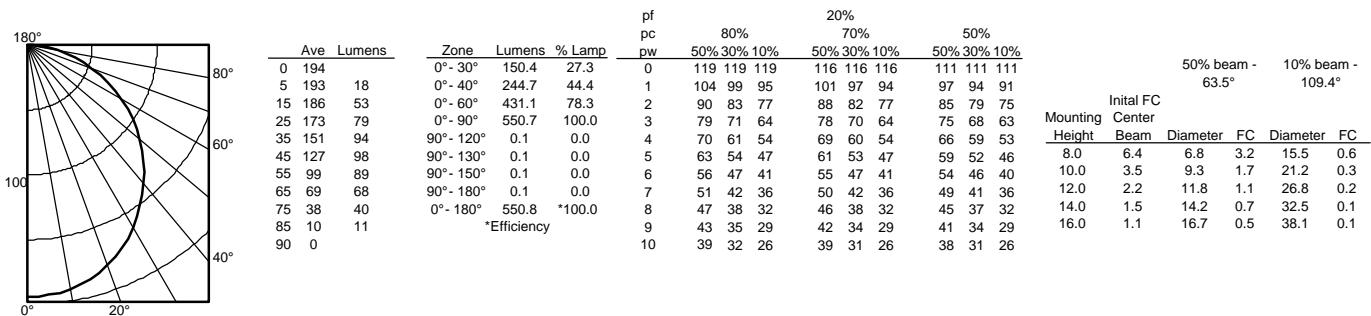 180°
80°
60°
100
40°
0° 20°
Ave Lumens
0 194
5 193 18
15 186 53
25 173 79
35 151 94
45 127 98
55 99 89
65 69 68
75 38 40
85 10 11
90 0
Zone Lumens % Lamp
0°- 30° 150.4 27.3
0°- 40° 244.7 44.4
0°- 60° 431.1 78.3
0°- 90° 550.7 100.0
90°- 120° 0.1 0.0
90°- 130° 0.1 0.0
90°- 150° 0.1 0.0
90°- 180° 0.1 0.0
0°- 180° 550.8 *100.0
*Efficiency
pf 20%
pc 80% 70% 50%
pw 50% 30% 10% 50% 30% 10% 50% 30% 10%
0 119 119 119 116 116 116 111 111 111
1 104 99 95 101 97 94 97 94 91
2 90 83 77 88 82 77 85 79 75
3 79 71 64 78 70 64 75 68 63
4 70 61 54 69 60 54 66 59 53
5 63 54 47 61 53 47 59 52 46
6 56 47 41 55 47 41 54 46 40
7 51 42 36 50 42 36 49 41 36
8 47 38 32 46 38 32 45 37 32
9 43 35 29 42 34 29 41 34 29
10 39 32 26 39 31 26 38 31 26
50% beam - 10% beam -
63.5° 109.4°
Inital FC
Mounting Center
Height Beam Diameter FC Diameter FC
8.0 6.4 6.8 3.2 15.5 0.6
10.0 3.5 9.3 1.7 21.2 0.3
12.0 2.2 11.8 1.1 26.8 0.2
14.0 1.5 14.2 0.7 32.5 0.1
16.0 1.1 16.7 0.5 38.1 0.1